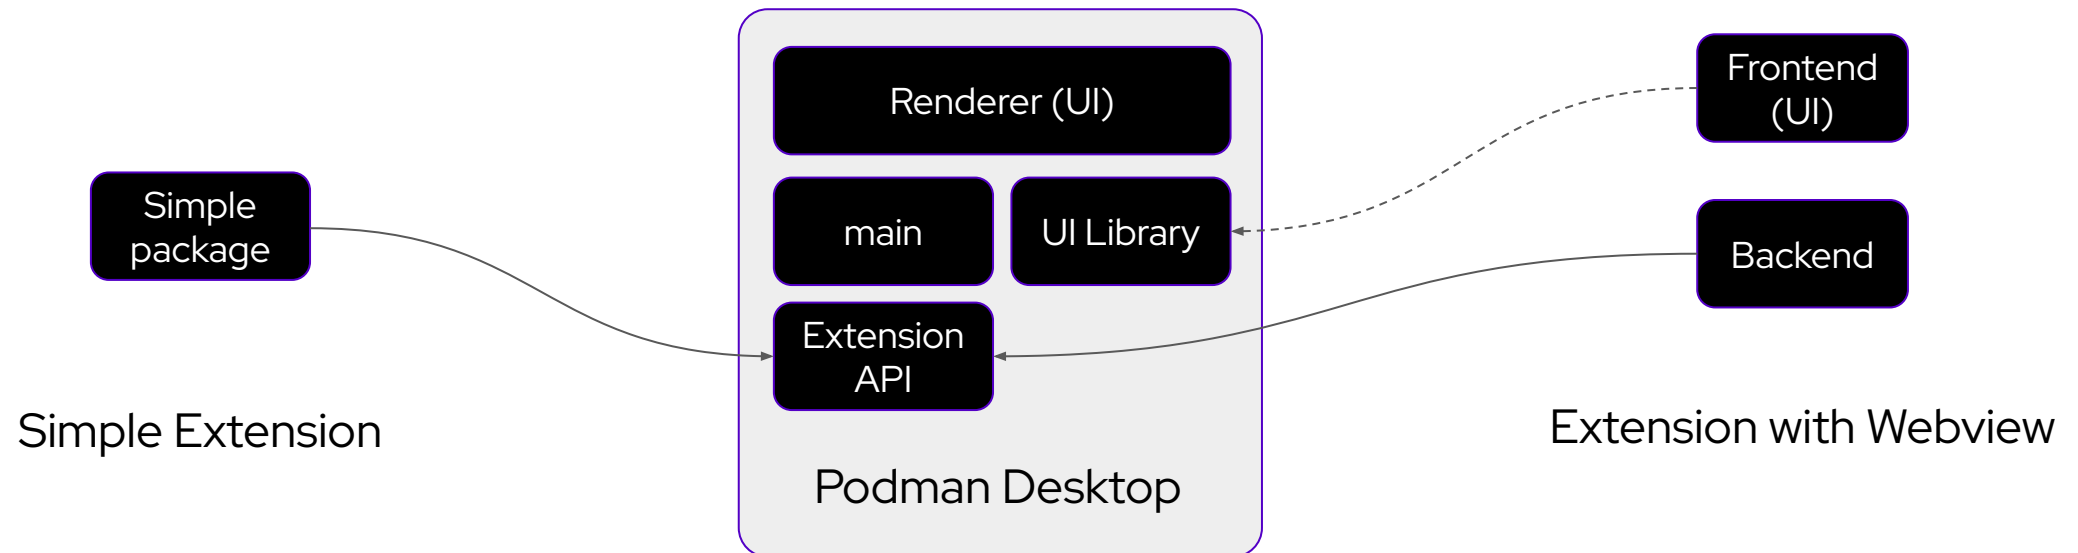 Simple
package
Simple Extension
Renderer (UI)
main
UI Library
Extension
API
Podman Desktop
Frontend
(UI)
Backend
Extension with Webview